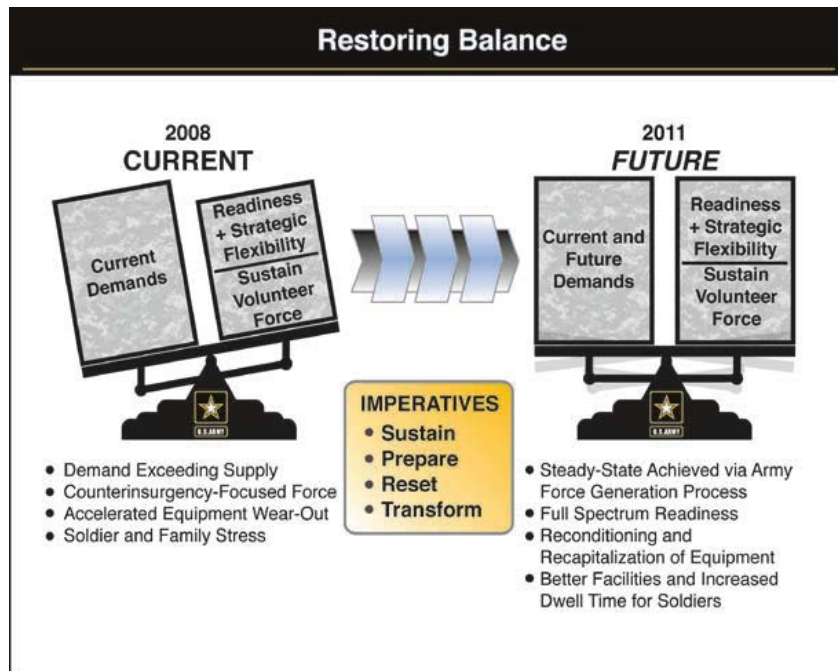 Restoring Balance
2008
CURRENT
Current
Demands
Readiness
+ Strategic
Flexibility
Sustain
Volunteer
Force
U.S.ARMY
• Demand Exceeding Supply
• Counterinsurgency-Focused Force
• Accelerated Equipment Wear-Out
• Soldier and Family Stress
IMPERATIVES
• Sustain
• Prepare
• Reset
• Transform
2011
FUTURE
Current and
Future
Demands
Readiness
+ Strategic
Flexibility
Sustain
Volunteer
Force
U.S.ARMY
• Steady-State Achieved via Army
Force Generation Process
• Full Spectrum Readiness
• Reconditioning and
Recapitalization of Equipment
• Better Facilities and Increased
Dwell Time for Soldiers